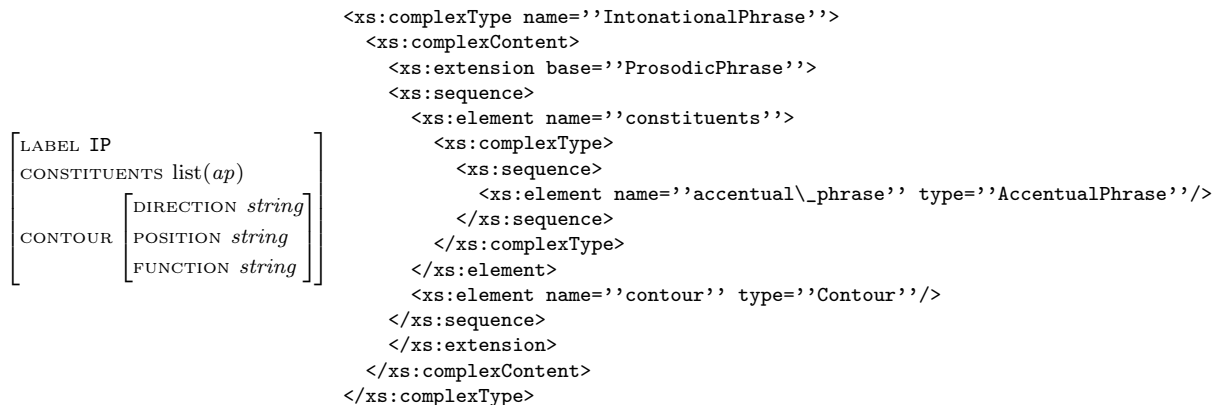 LABEL IP
CONSTITUENTS list(ap)
CONTOUR
DIRECTION string
POSITION string
FUNCTION string
<xs:complexType name=''IntonationalPhrase''>
<xs:complexContent>
<xs:extension base=''ProsodicPhrase''>
<xs:sequence>
<xs:element name=''constituents''>
<xs:complexType>
<xs:sequence>
<xs:element name=''accentual\_phrase'' type=''AccentualPhrase''/>
</xs:sequence>
</xs:complexType>
</xs:element>
<xs:element name=''contour'' type=''Contour''/>
</xs:sequence>
</xs:extension>
</xs:complexContent>
</xs:complexType>